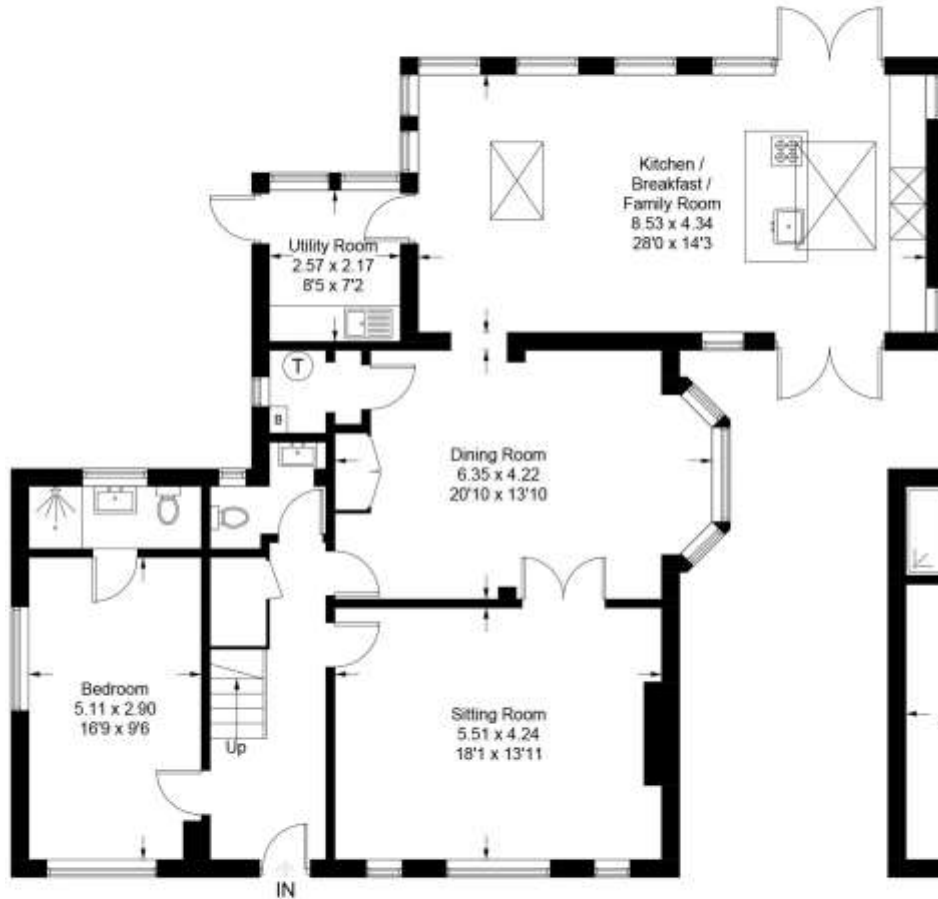 Kitchen /
Breakfast /
Family Room
8.53 x 4.34
28'0 x 14'3
Utility Room
2.57 x 2.17
8'5 x 7'2
T
B
Dining Room
6.35 x 4.22
20'10 x 13'10
Bedroom
5.11 x 2.90
16'9 x 9'6
Up
Sitting Room
5.51 x 4.24
18'1 x 13'11
IN